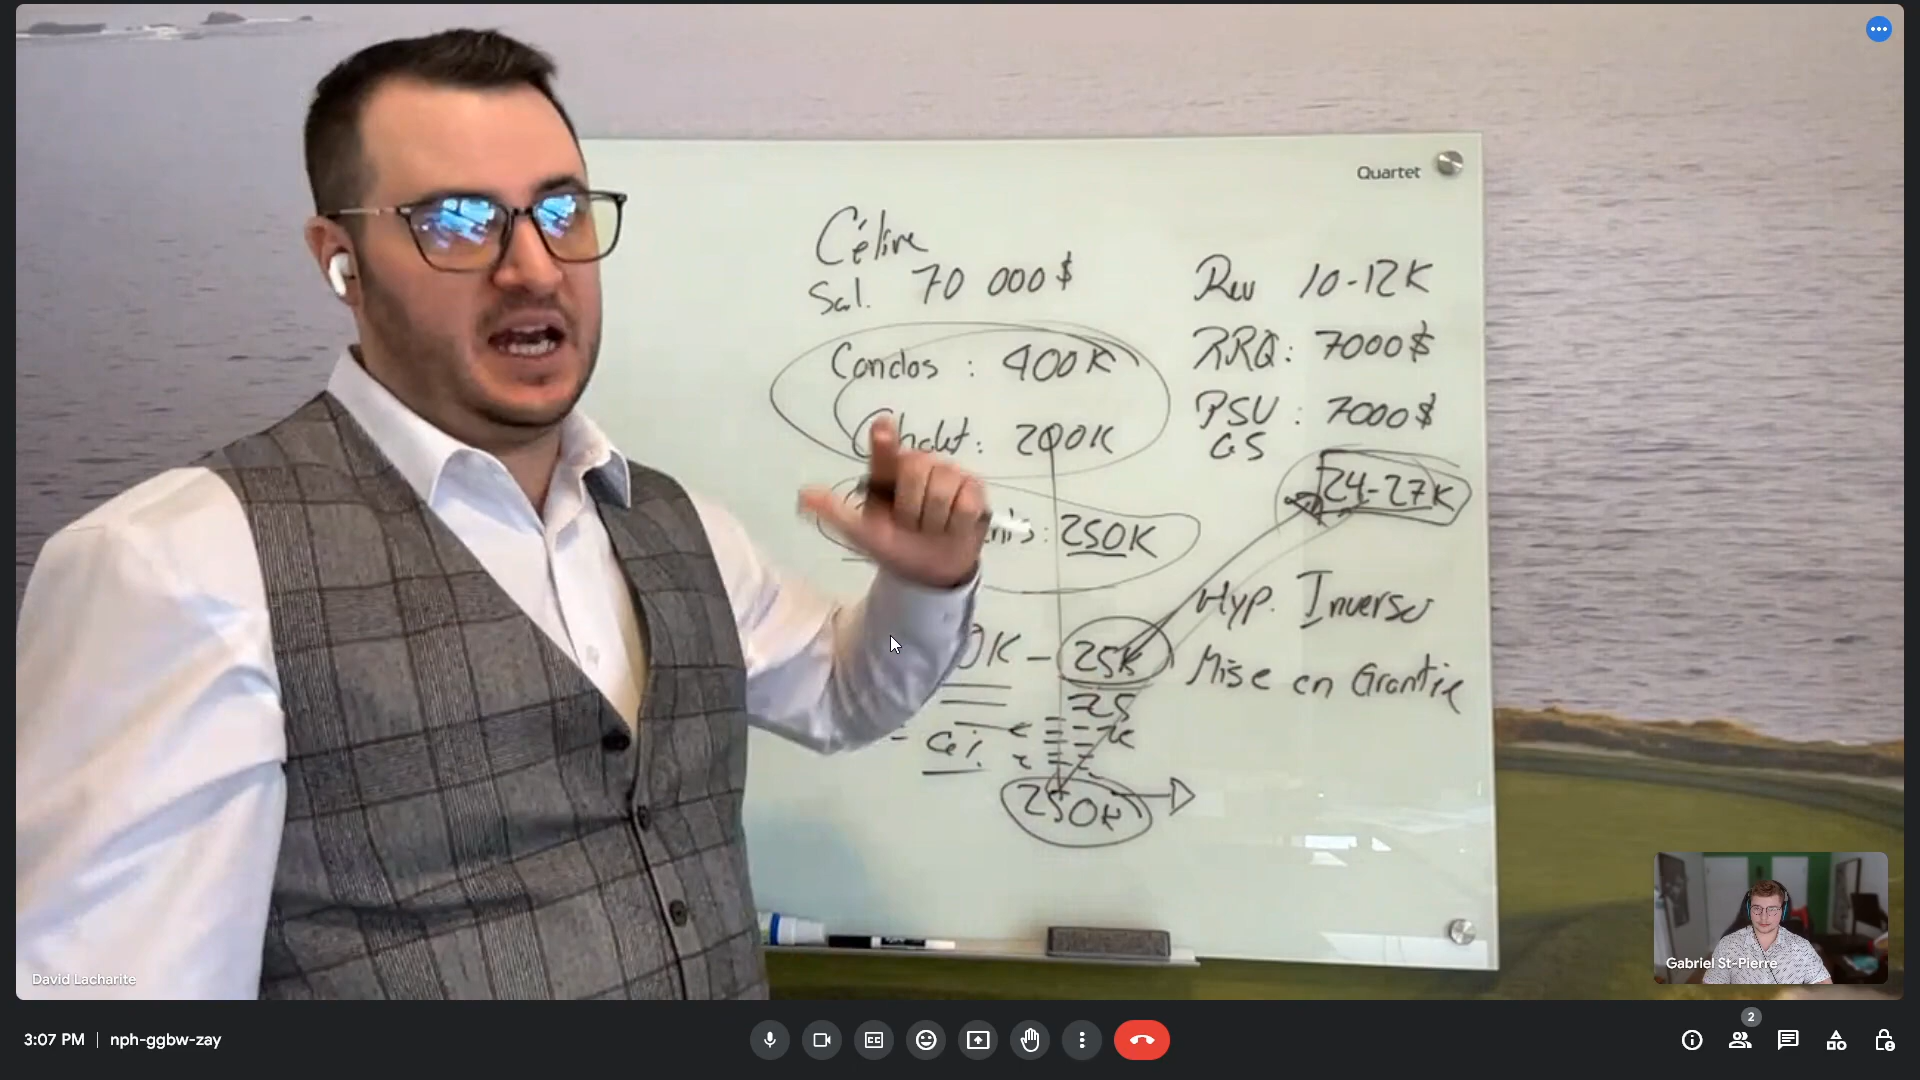 Quartet
Céline
Sal. 70 000$
Condos : 400K
Chalet : 200K
250K
0K - 25K
25
250K
Rev 10-12K
RRQ : 7000$
PSV : 7000$
GS
24-27K
Hyp. Inverse
Mise en Grantie
David Lacharite
Gabriel St-Pierre
3:07 PM | nph-ggbw-zay
2